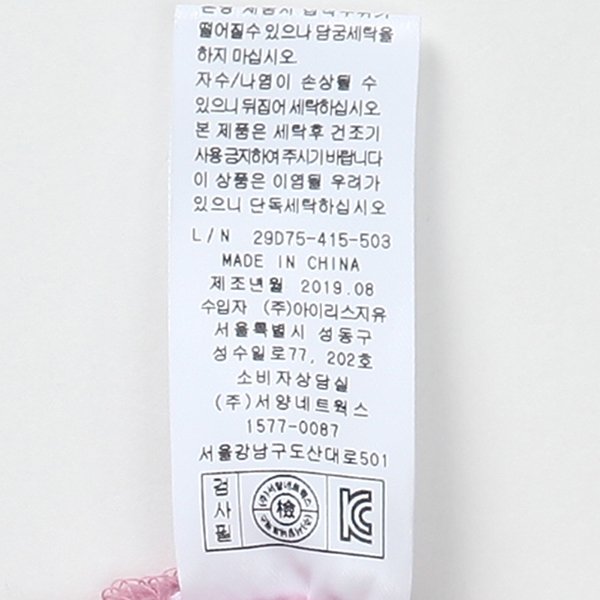 떨어질수 있으나 담궁세탁을
하지 마십시오.
자수/나염이 손상될 수
있으니 뒤집어 세탁하십시오.
본 제품은 세탁후 건조기
사용 금지하여 주시기 바랍니다
이 상품은 이염될 우려가
있으니 단독세탁하십시오
L/N 29D75-415-503
MADE IN CHINA
제조년월 2019.08
수입자 (주)아이리스지유
서울특별시 성동구
성수일로77, 202호
소비자상담실
(주)서양네트웍스
1577-0087
서울강남구도산대로501
검사필
(주)서양네트웍스
檢
KC